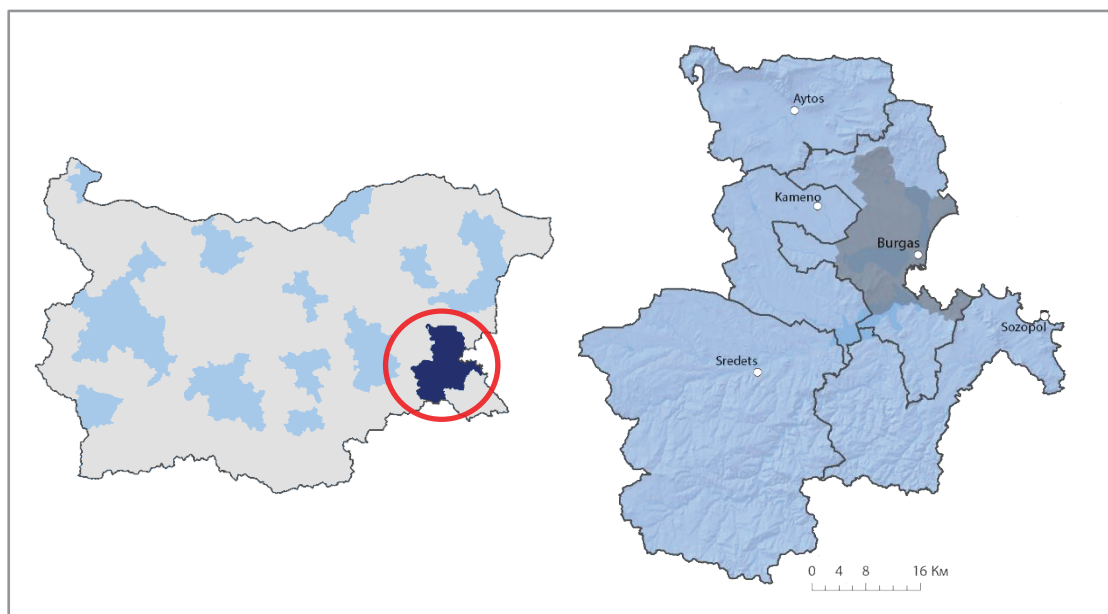 Aytos
Kameno
Burgas
Sozopol
Sredets
0 4 8 16 Км